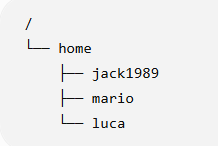 /
└── home
    ├── jack1989
    ├── mario
    └── luca